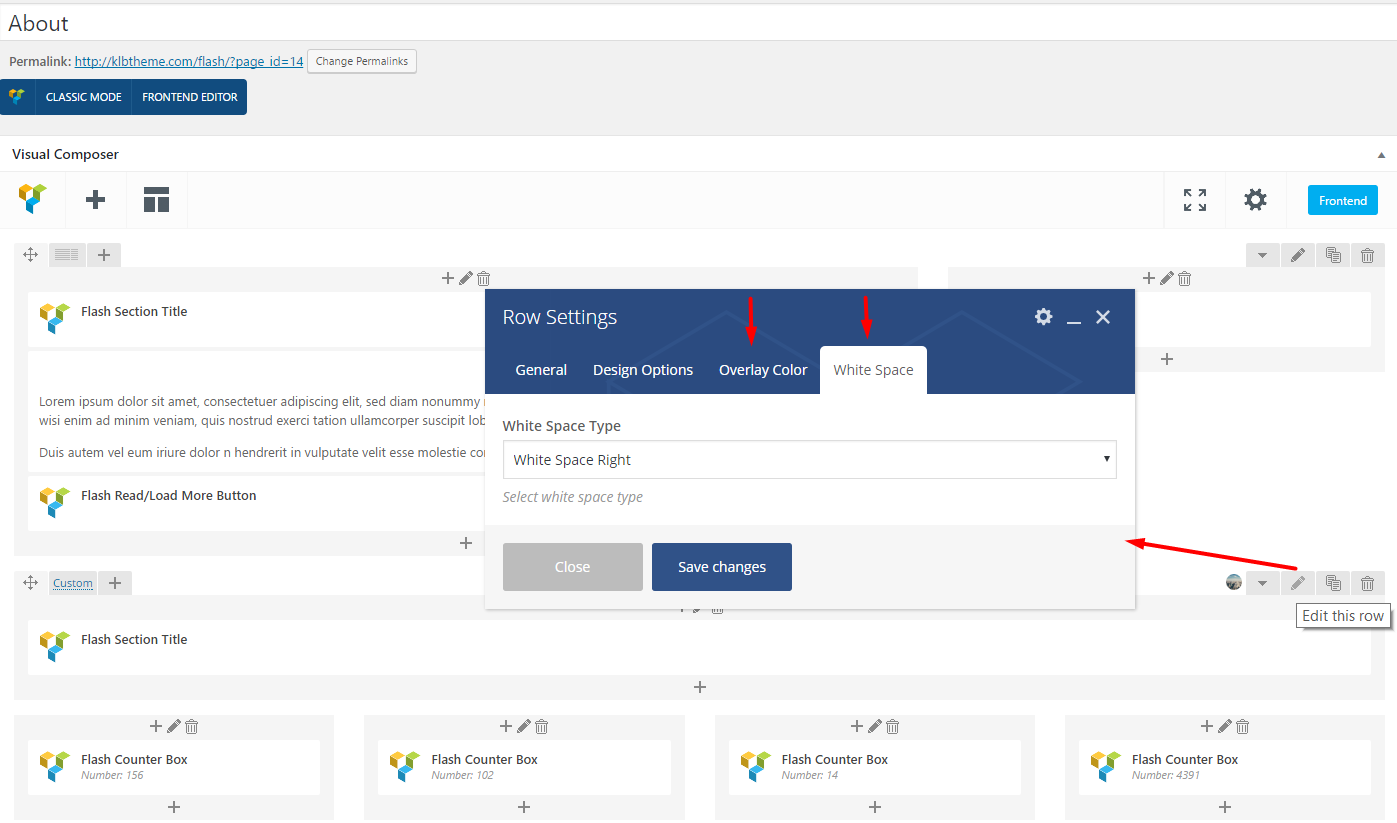 About
Permalink: http://klbtheme.com/flash/?page_id=14 Change Permalinks
CLASSIC MODE FRONTEND EDITOR
Visual Composer
Frontend
Flash Section Title
Lorem ipsum dolor sit amet, consectetuer adipiscing elit, sed diam nonummy
wisi enim ad minim veniam, quis nostrud exerci tation ullamcorper suscipit lob
Duis autem vel eum iriure dolor n hendrerit in vulputate velit esse molestie co
Flash Read/Load More Button
Row Settings
General Design Options Overlay Color White Space
White Space Type
White Space Right
Select white space type
Close Save changes
Custom
Edit this row
Flash Section Title
Flash Counter Box
Number: 156
Flash Counter Box
Number: 102
Flash Counter Box
Number: 14
Flash Counter Box
Number: 4391